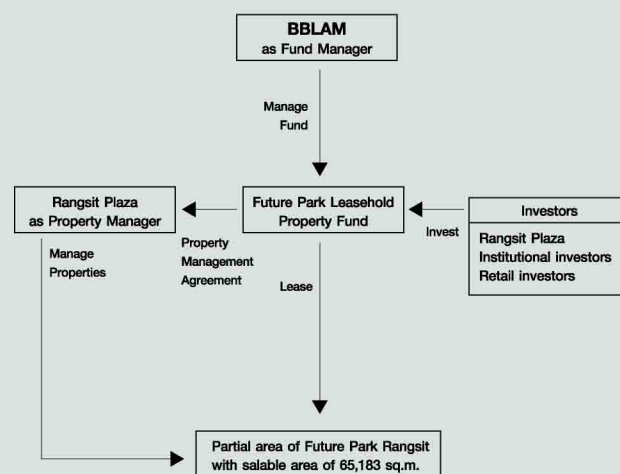 BBLAM
as Fund Manager
Manage
Fund
Rangsit Plaza
as Property Manager
Future Park Leasehold
Property Fund
Investors
Rangsit Plaza
Institutional investors
Retail investors
Invest
Manage
Properties
Property
Management
Agreement
Lease
Partial area of Future Park Rangsit
with salable area of 65,183 sq.m.